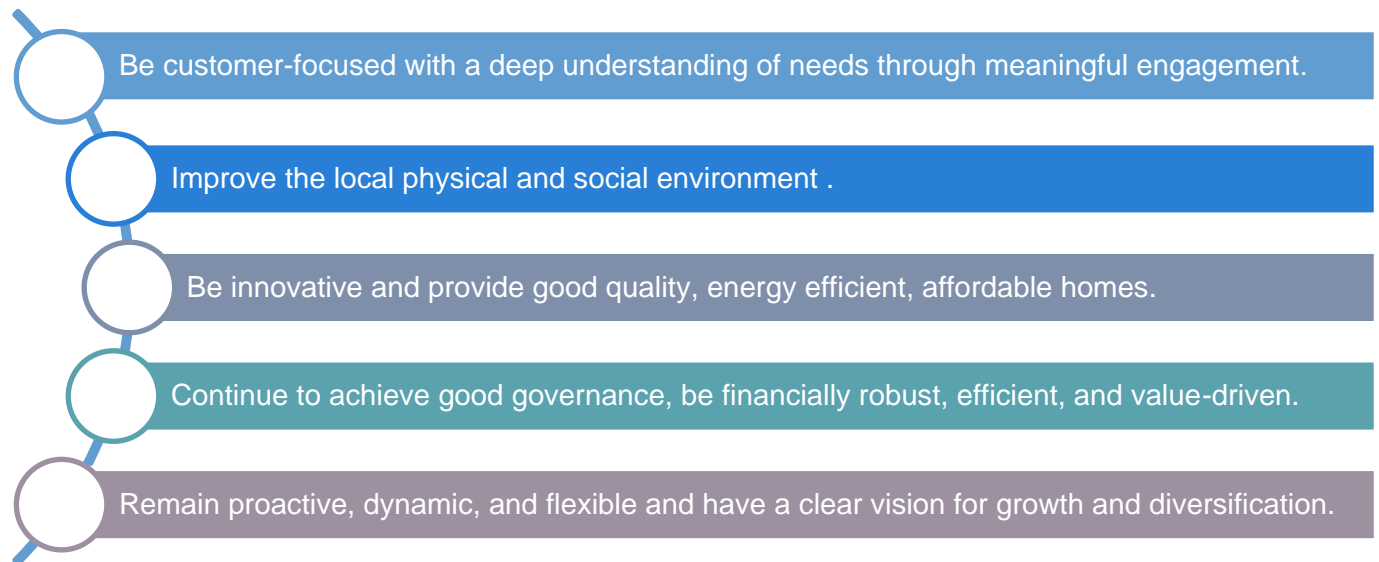 Be customer-focused with a deep understanding of needs through meaningful engagement.
Improve the local physical and social environment .
Be innovative and provide good quality, energy efficient, affordable homes.
Continue to achieve good governance, be financially robust, efficient, and value-driven.
Remain proactive, dynamic, and flexible and have a clear vision for growth and diversification.